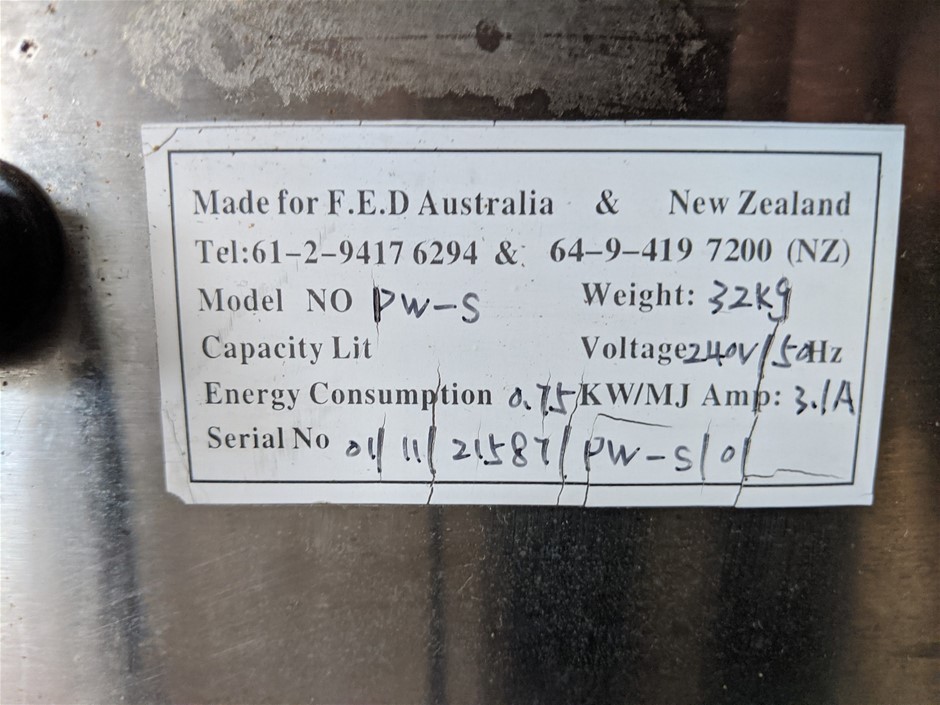 Made for F.E.D Australia & New Zealand
Tel:61-2-9417 6294 & 64-9-419 7200 (NZ)
Model NO PW-S Weight: 32Kg
Capacity Lit Voltage240V/50Hz
Energy Consumption 0.75 KW/MJ Amp: 3.1A
Serial No 01/11/21587/PW-S/01